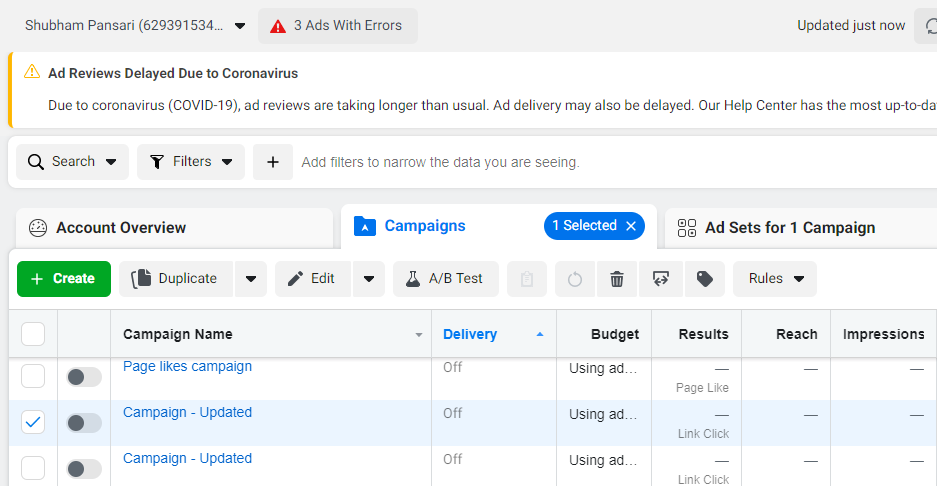 Shubham Pansari (629391534... 3 Ads With Errors Updated just now
Ad Reviews Delayed Due to Coronavirus
Due to coronavirus (COVID-19), ad reviews are taking longer than usual. Ad delivery may also be delayed. Our Help Center has the most up-to-da
Search Filters + Add filters to narrow the data you are seeing.
Account Overview Campaigns 1 Selected Ad Sets for 1 Campaign
+ Create Duplicate Edit A/B Test Rules
Campaign Name Delivery Budget Results Reach Impressions
Page likes campaign Off Using ad... — — —
Page Like
Campaign - Updated Off Using ad... — — —
Link Click
Campaign - Updated Off Using ad... — — —
Link Click